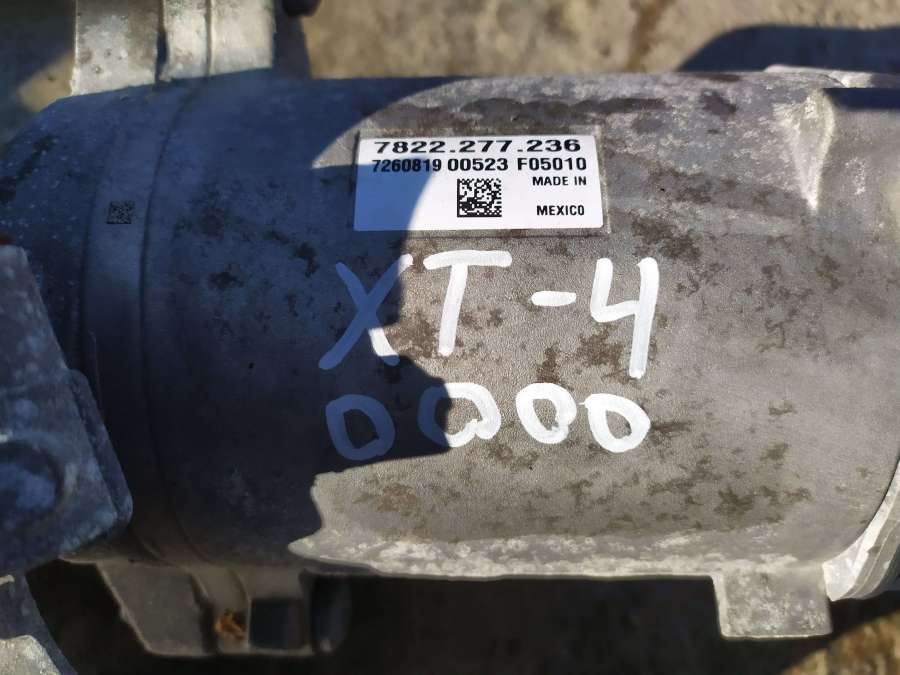 7822.277.236
7260819 00523 F05010
MADE IN
MEXICO
XT-4
0000